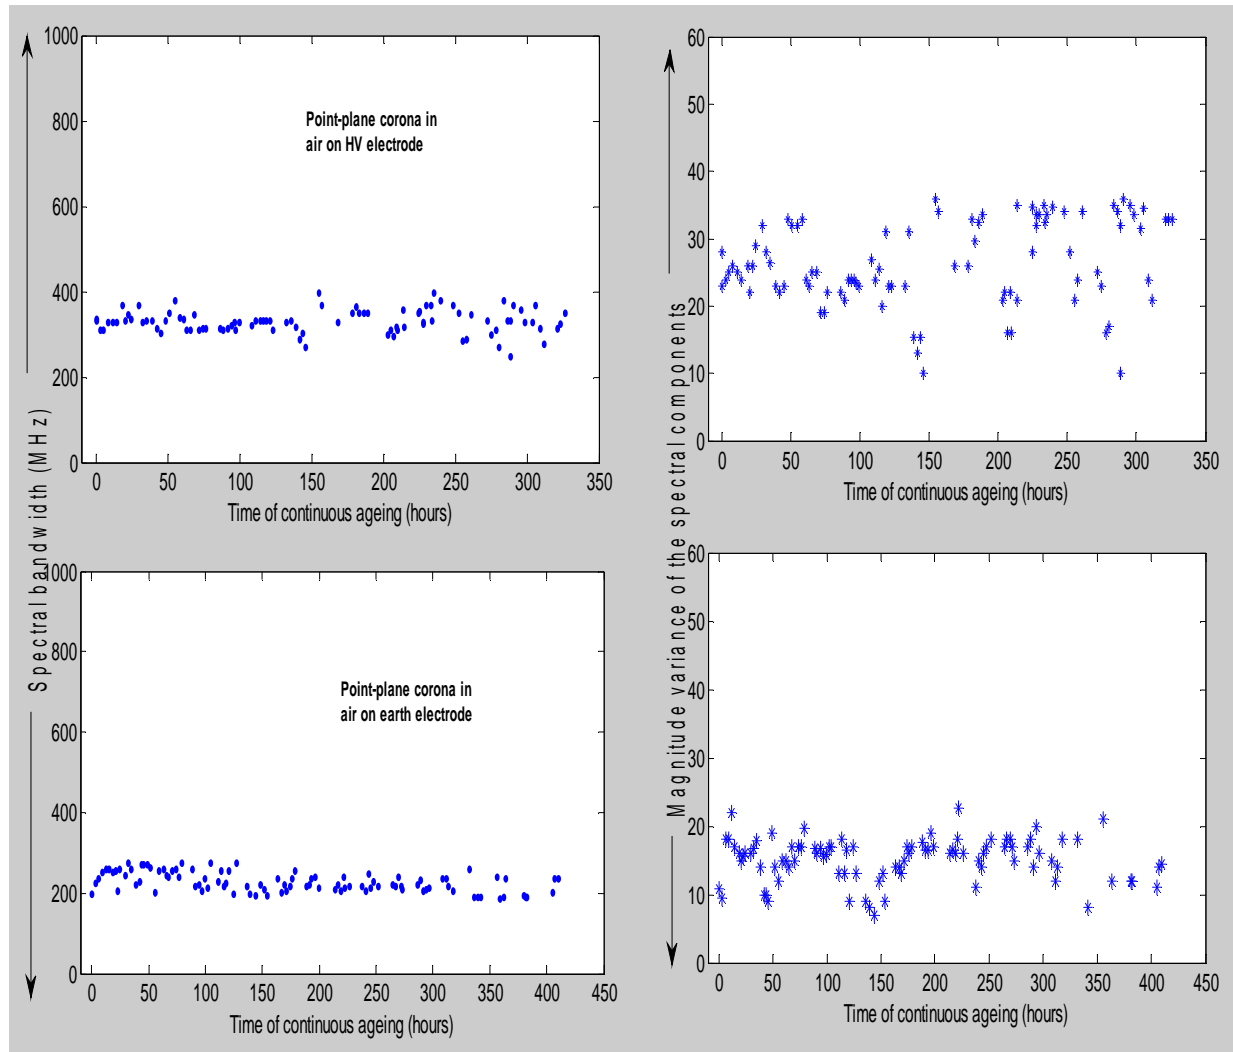 1000
800
600
400
200
0
0 50 100 150 200 250 300 350
Point-plane corona in
air on HV electrode
Time of continuous ageing (hours)
60
50
40
30
20
10
0
0 50 100 150 200 250 300 350
Time of continuous ageing (hours)
Spectral bandwidth (MHz)
Magnitude variance of the spectral components
1000
800
600
400
200
0
0 50 100 150 200 250 300 350 400 450
Point-plane corona in
air on earth electrode
Time of continuous ageing (hours)
60
50
40
30
20
10
0
0 50 100 150 200 250 300 350 400 450
Time of continuous ageing (hours)